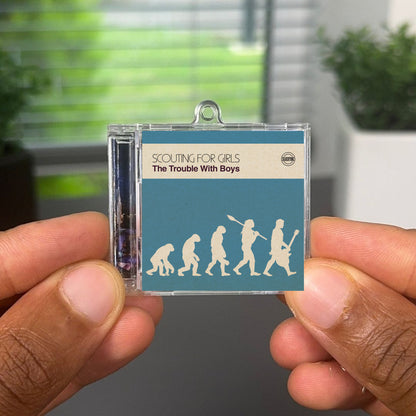 SCOUTING FOR GIRLS
The Trouble With Boys